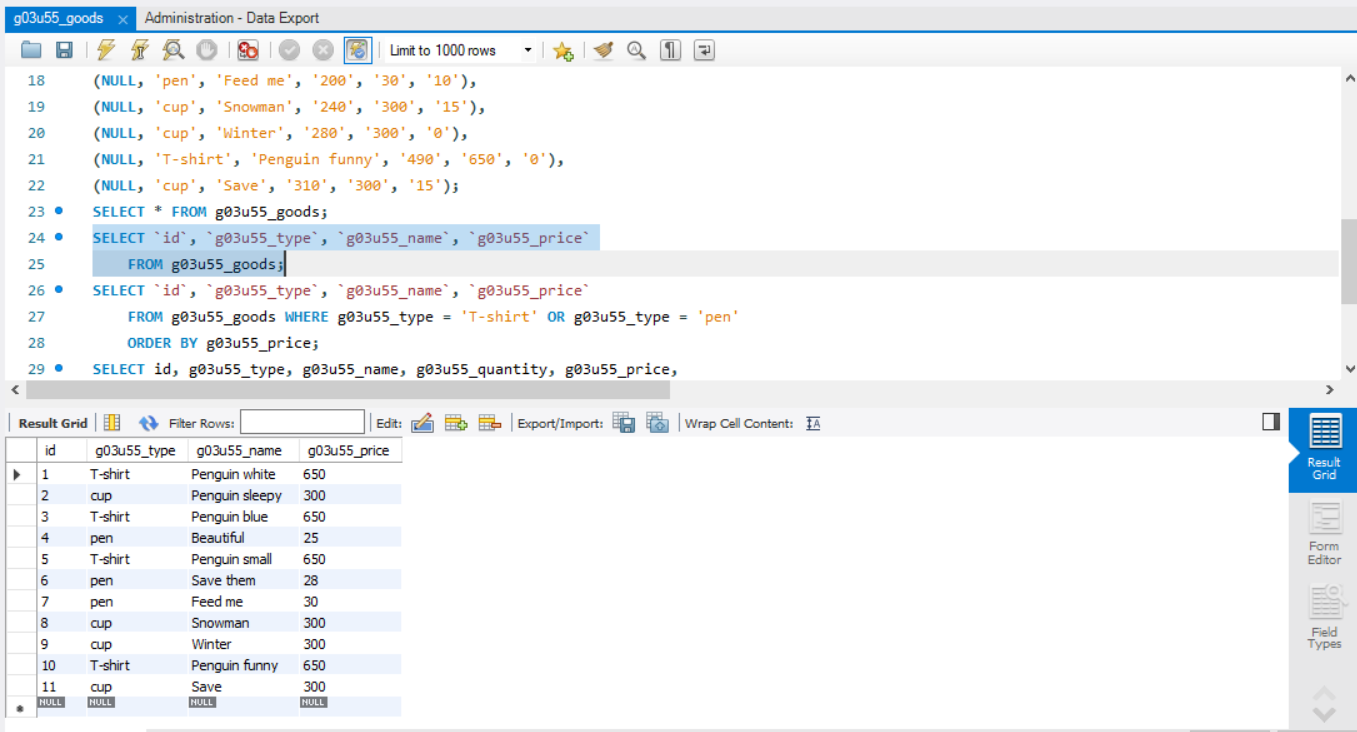 g03u55_goods × Administration - Data Export
Limit to 1000 rows
18 (NULL, 'pen', 'Feed me', '200', '30', '10'),
19 (NULL, 'cup', 'Snowman', '240', '300', '15'),
20 (NULL, 'cup', 'Winter', '280', '300', '0'),
21 (NULL, 'T-shirt', 'Penguin funny', '490', '650', '0'),
22 (NULL, 'cup', 'Save', '310', '300', '15');
23 SELECT * FROM g03u55_goods;
24 SELECT `id`, `g03u55_type`, `g03u55_name`, `g03u55_price`
25 FROM g03u55_goods;
26 SELECT `id`, `g03u55_type`, `g03u55_name`, `g03u55_price`
27 FROM g03u55_goods WHERE g03u55_type = 'T-shirt' OR g03u55_type = 'pen'
28 ORDER BY g03u55_price;
29 SELECT id, g03u55_type, g03u55_name, g03u55_quantity, g03u55_price,
Result Grid Filter Rows: Edit: Export/Import: Wrap Cell Content:
id g03u55_type g03u55_name g03u55_price
1 T-shirt Penguin white 650
2 cup Penguin sleepy 300
3 T-shirt Penguin blue 650
4 pen Beautiful 25
5 T-shirt Penguin small 650
6 pen Save them 28
7 pen Feed me 30
8 cup Snowman 300
9 cup Winter 300
10 T-shirt Penguin funny 650
11 cup Save 300
NULL NULL NULL NULL
Result
Grid
Form
Editor
Field
Types